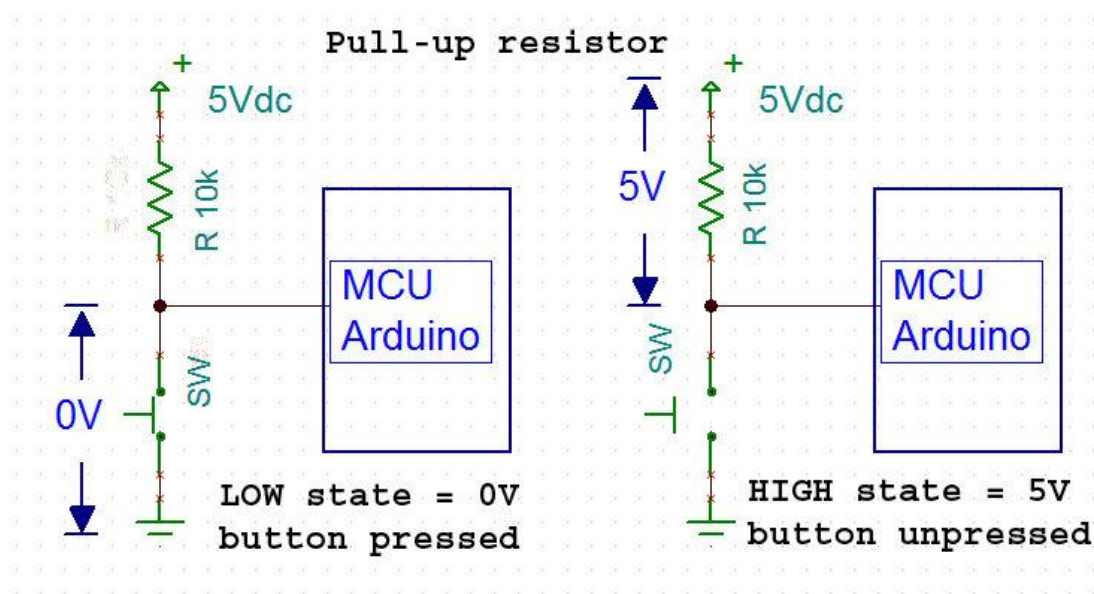 Pull-up resistor
+
5Vdc
R 10k
MCU
Arduino
SW
0V
LOW state = 0V
button pressed
+
5Vdc
5V
R 10k
MCU
Arduino
SW
HIGH state = 5V
button unpressed